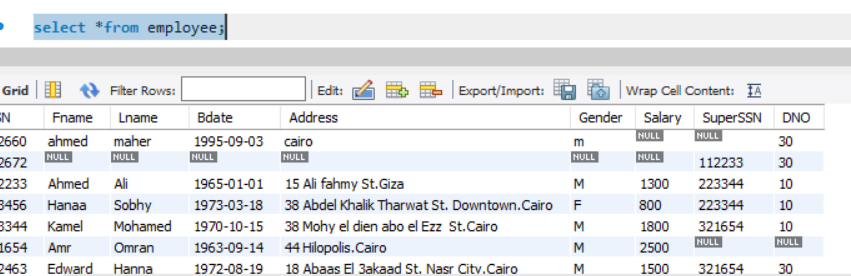 select *from employee;
Grid Filter Rows: Edit: Export/Import: Wrap Cell Content:
SN Fname Lname Bdate Address Gender Salary SuperSSN DNO
2660 ahmed maher 1995-09-03 cairo m NULL NULL 30
2672 NULL NULL NULL NULL NULL NULL 112233 30
2233 Ahmed Ali 1965-01-01 15 Ali fahmy St.Giza M 1300 223344 10
3456 Hanaa Sobhy 1973-03-18 38 Abdel Khalik Tharwat St. Downtown.Cairo F 800 223344 10
3344 Kamel Mohamed 1970-10-15 38 Mohy el dien abo el Ezz St.Cairo M 1800 321654 10
1654 Amr Omran 1963-09-14 44 Hilopolis.Cairo M 2500 NULL NULL
2463 Edward Hanna 1972-08-19 18 Abaas El 3akaad St. Nasr City.Cairo M 1500 321654 30